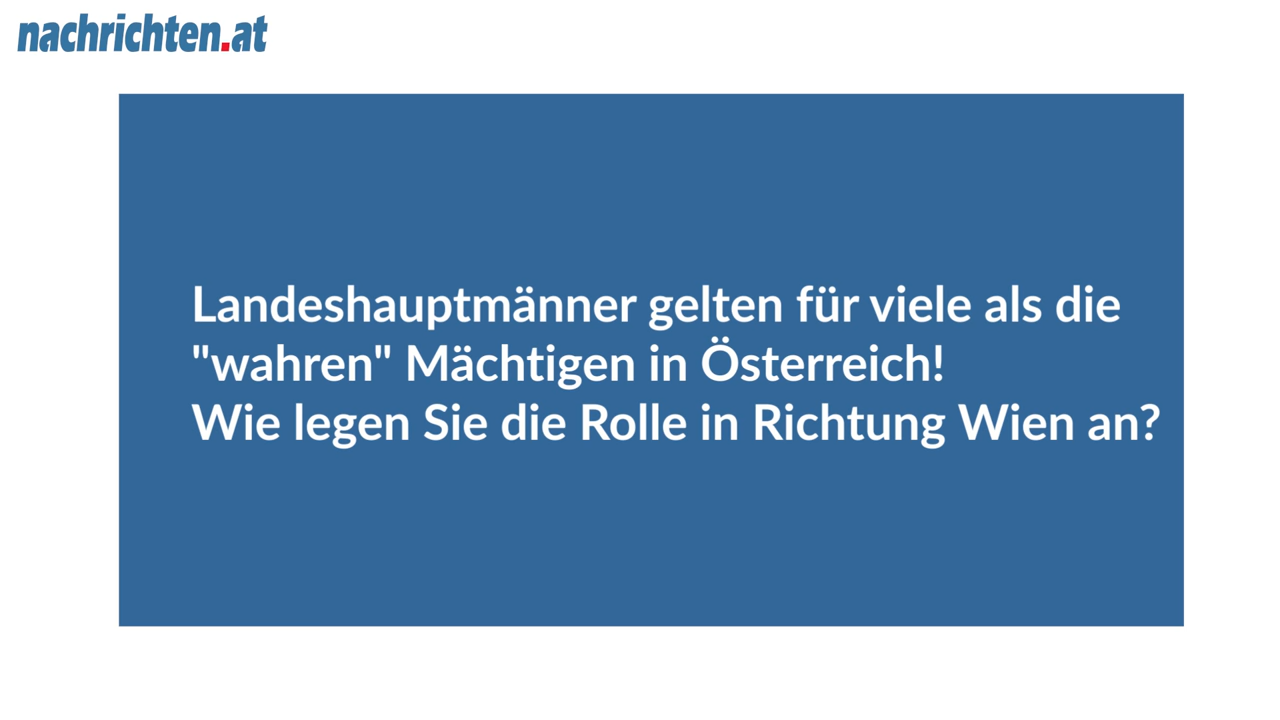 nachrichten.at
Landeshauptmänner gelten für viele als die
"wahren" Mächtigen in Österreich!
Wie legen Sie die Rolle in Richtung Wien an?